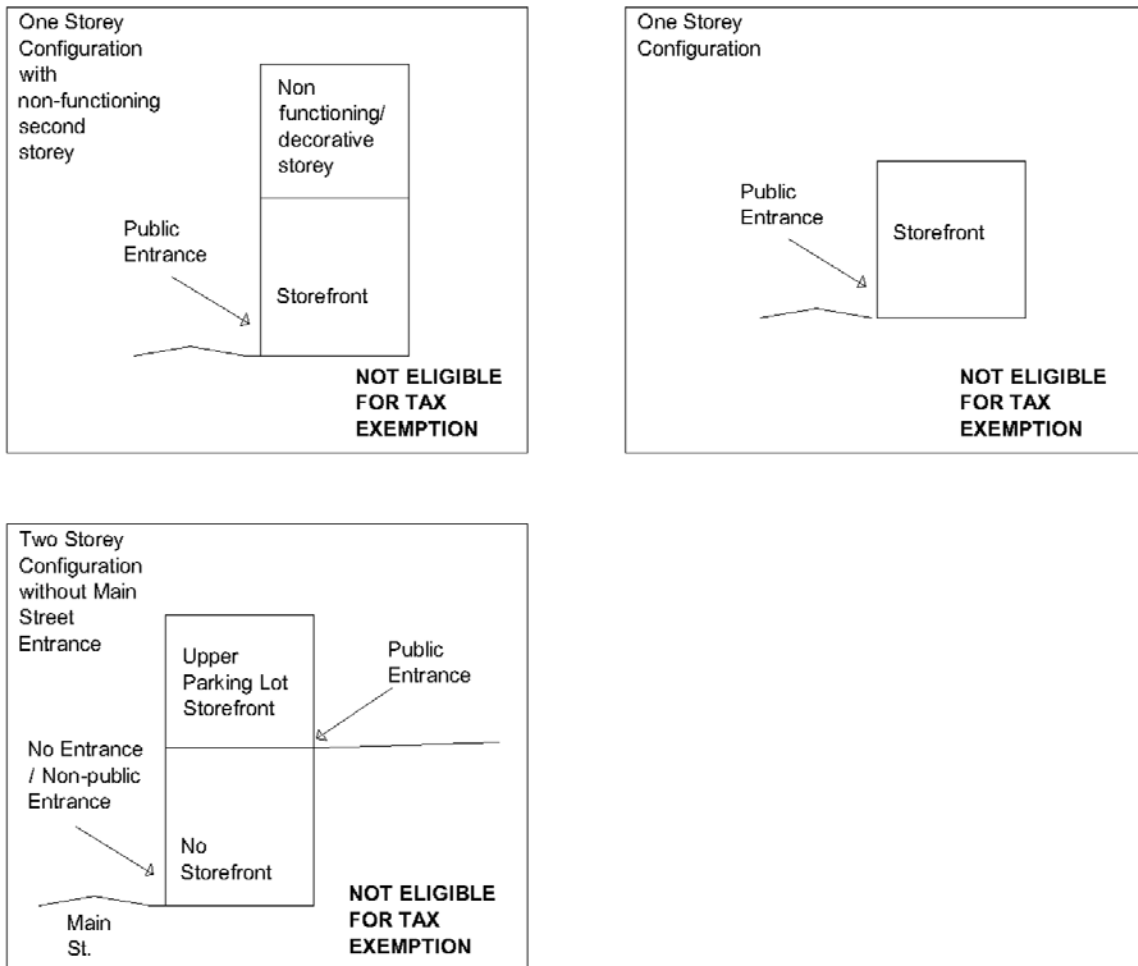 One Storey
Configuration
with
non-functioning
second
storey
Non
functioning/
decorative
storey
Public
Entrance
Storefront
NOT ELIGIBLE
FOR TAX
EXEMPTION
One Storey
Configuration
Public
Entrance
Storefront
NOT ELIGIBLE
FOR TAX
EXEMPTION
Two Storey
Configuration
without Main
Street
Entrance
Upper
Parking Lot
Storefront
Public
Entrance
No Entrance
/ Non-public
Entrance
No
Storefront
Main
St.
NOT ELIGIBLE
FOR TAX
EXEMPTION